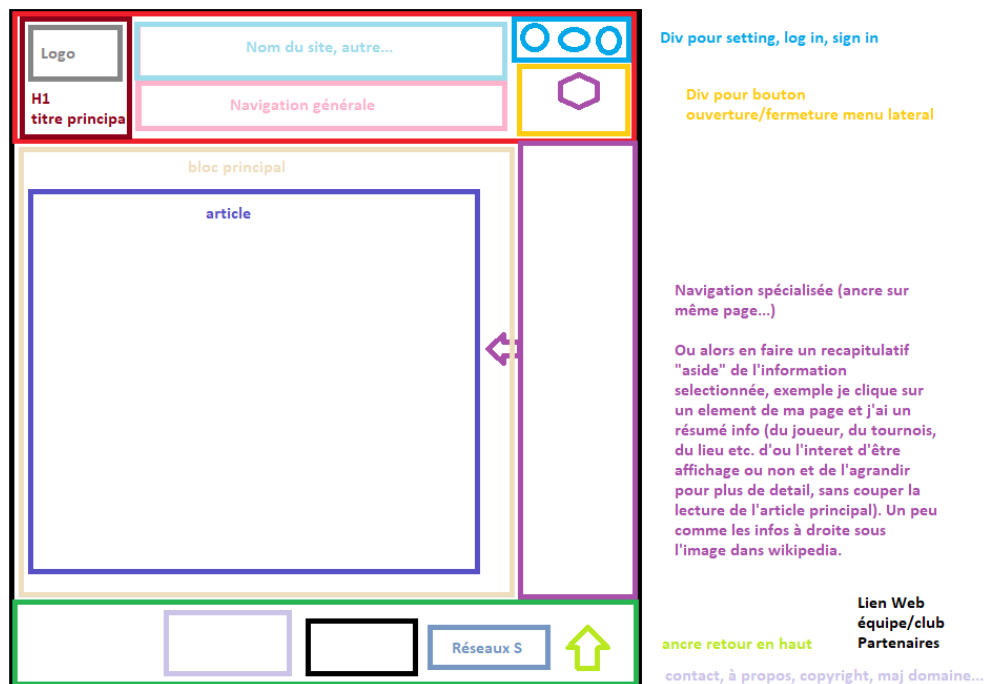 Logo
Nom du site, autre...
Div pour setting, log in, sign in
H1
titre principa
Navigation générale
Div pour bouton
ouverture/fermeture menu lateral
bloc principal
article
Navigation spécialisée (ancre sur
même page...)
Ou alors en faire un recapitulatif
"aside" de l'information
selectionnée, exemple je clique sur
un element de ma page et j'ai un
résumé info (du joueur, du tournois,
du lieu etc. d'ou l'interet d'être
affichage ou non et de l'agrandir
pour plus de detail, sans couper la
lecture de l'article principal). Un peu
comme les infos à droite sous
l'image dans wikipedia.
Lien Web
équipe/club
Partenaires
Réseaux S
ancre retour en haut
contact, à propos, copyright, maj domaine...